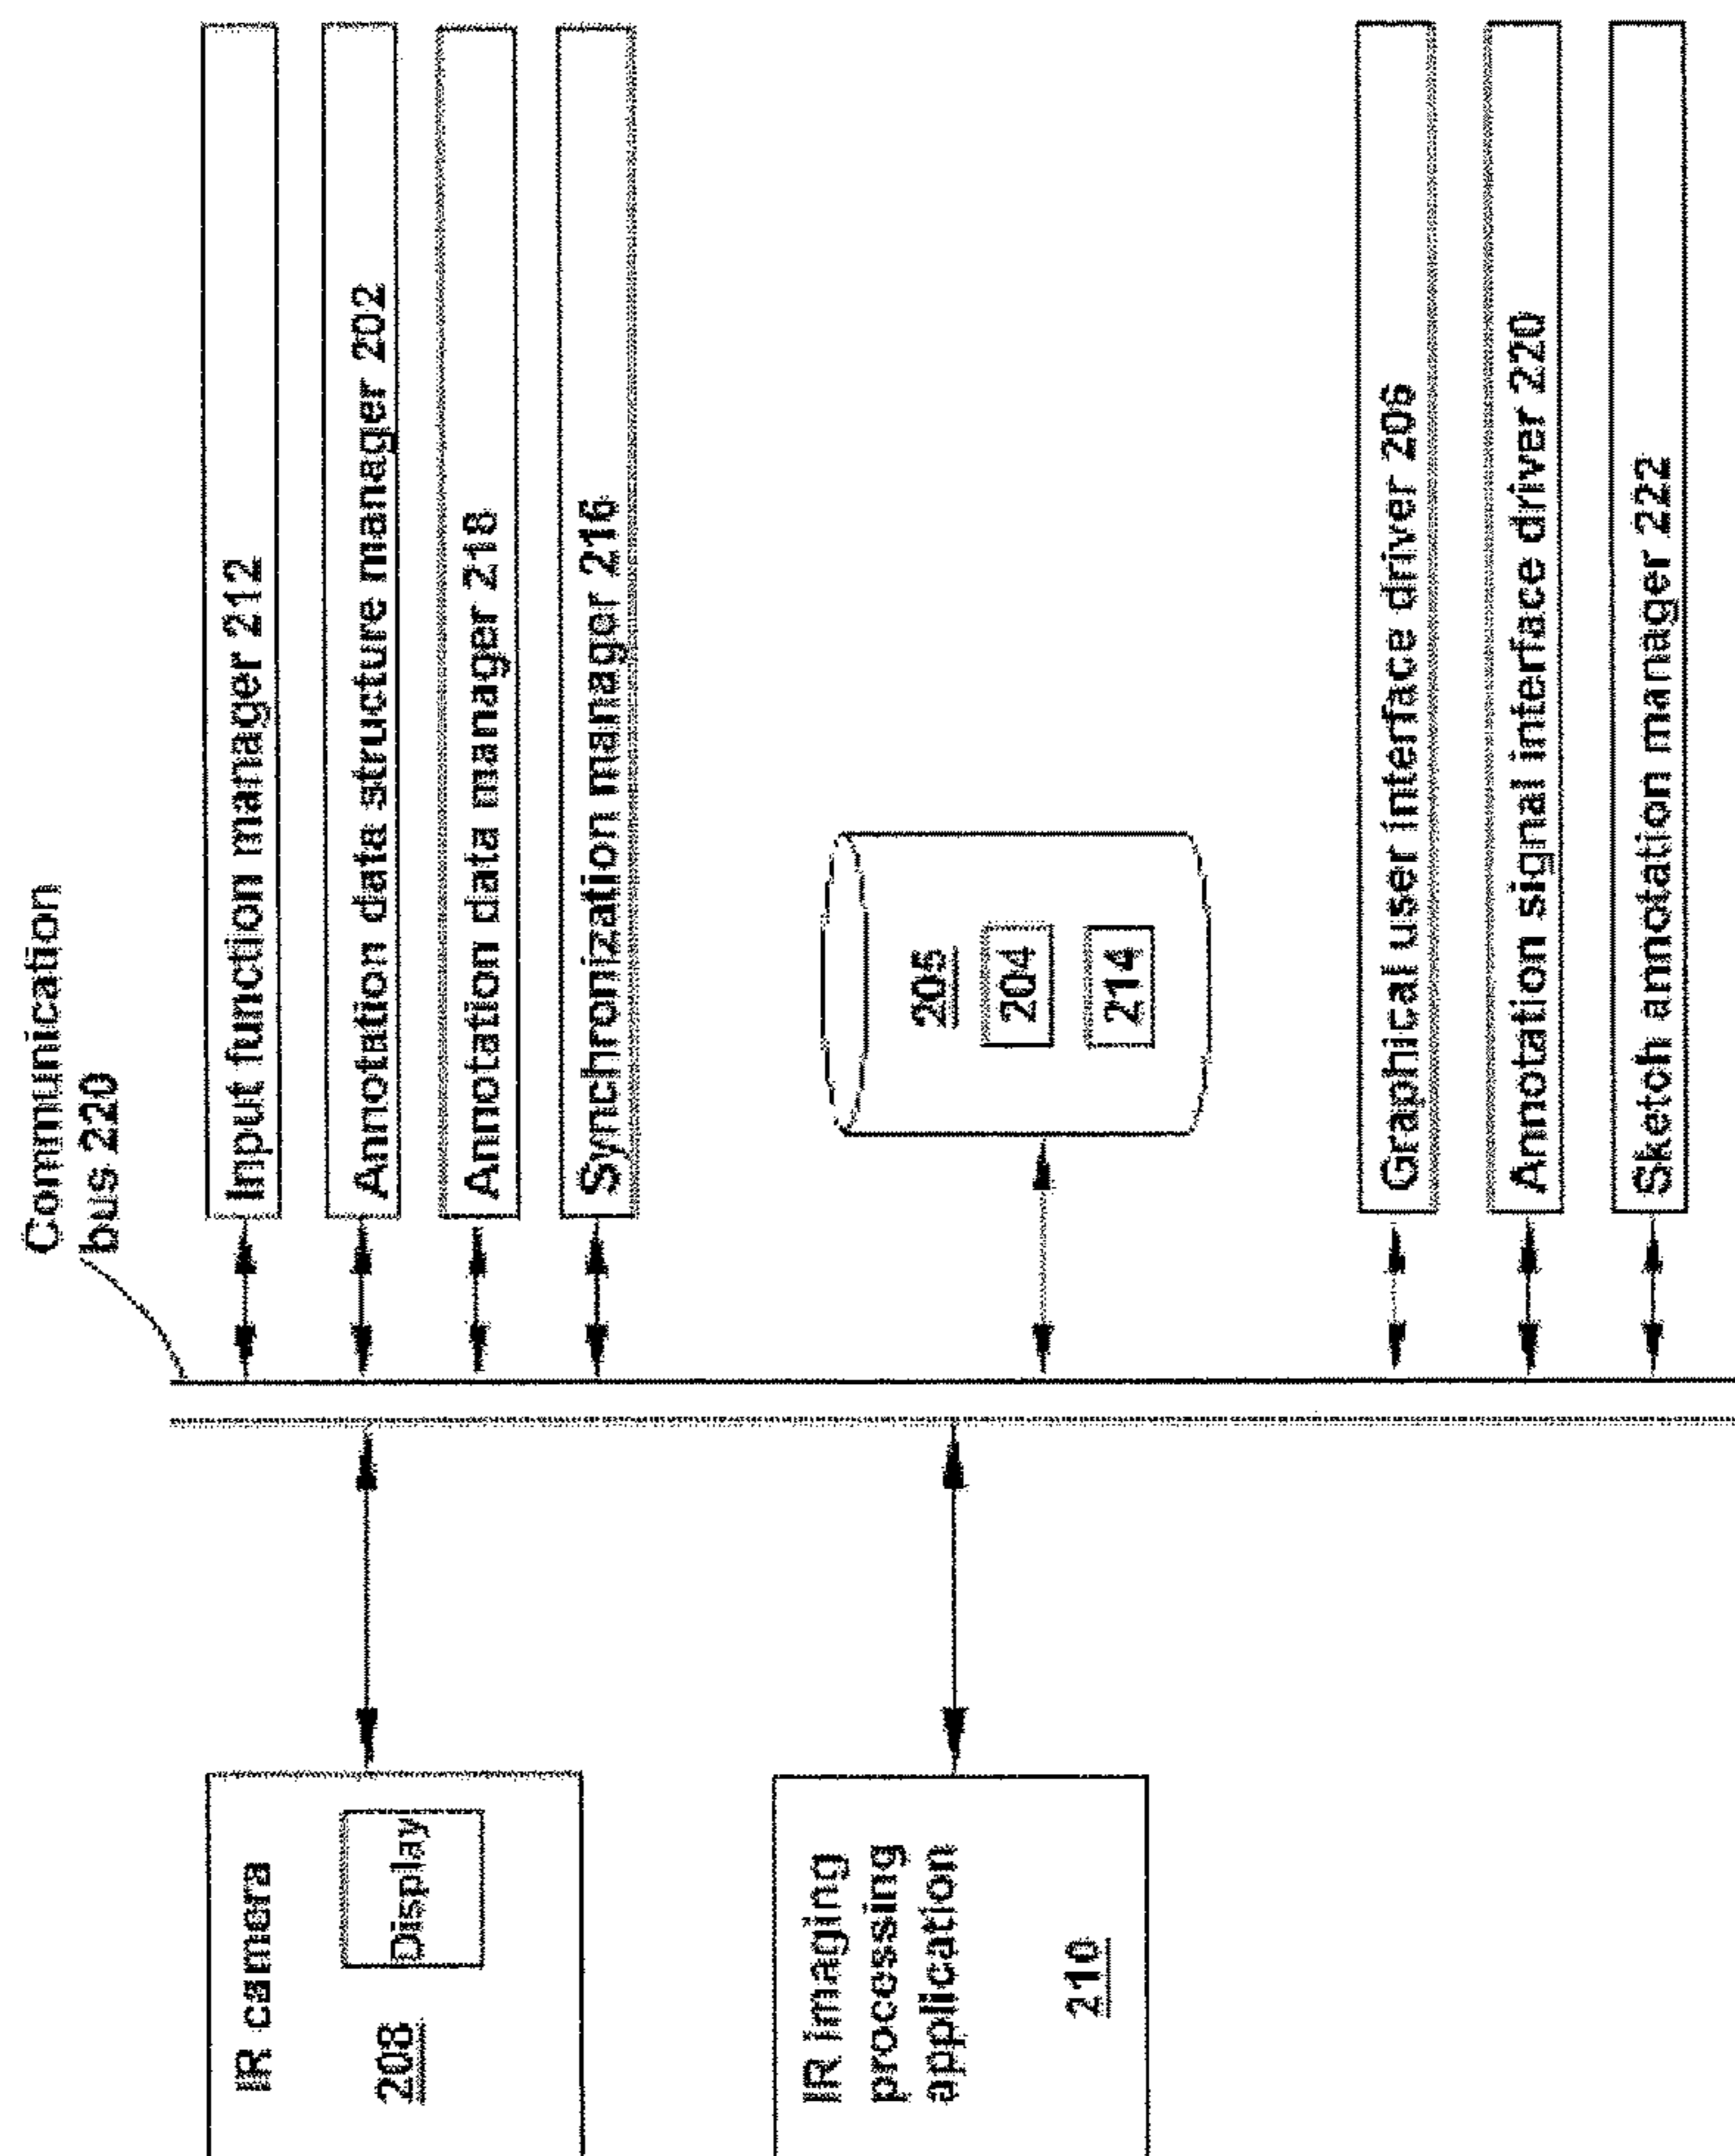 Communication
bus 220
IR camera
Display
208
IR imaging
processing
application
210
Input function manager 212
Annotation data structure manager 202
Annotation data manager 218
Synchronization manager 216
205
204
214
Graphical user interface driver 206
Annotation signal interface driver 220
Sketch annotation manager 222